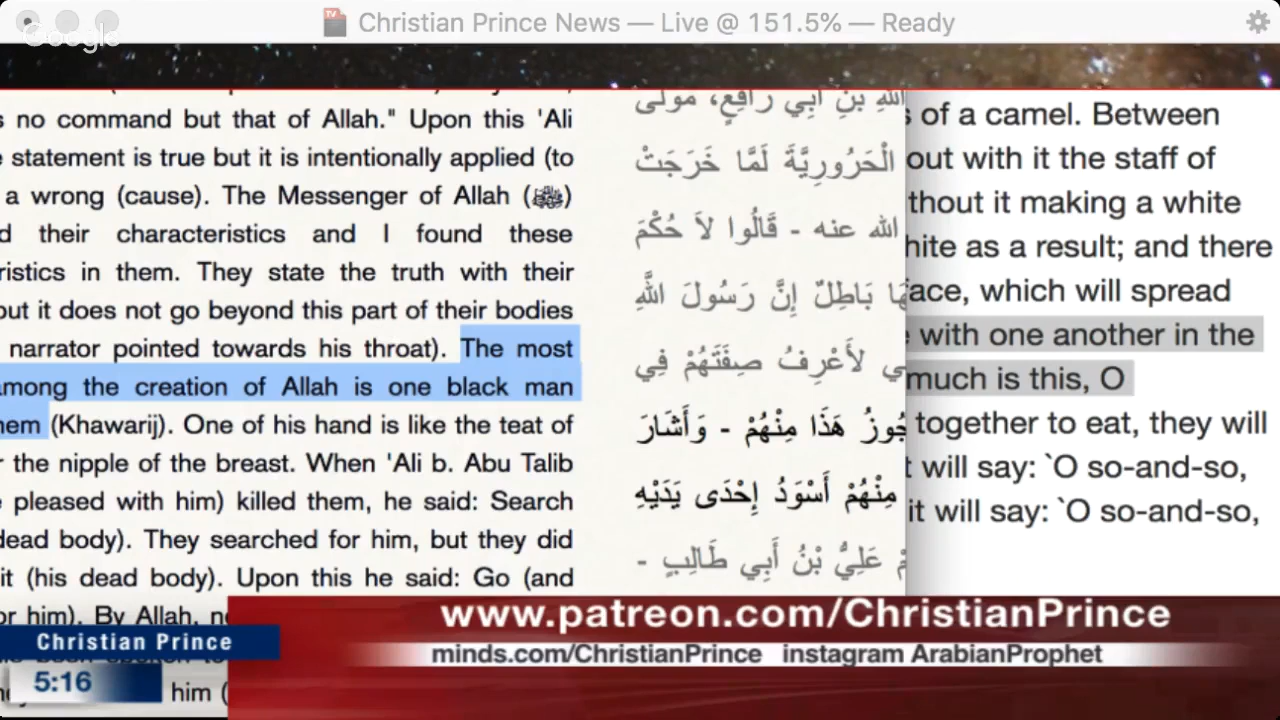 Christian Prince News — Live @ 151.5% — Ready
Google
s no command but that of Allah." Upon this 'Ali
statement is true but it is intentionally applied (to
a wrong (cause). The Messenger of Allah (ﷺ)
d their characteristics and I found these
ristics in them. They state the truth with their
out it does not go beyond this part of their bodies
narrator pointed towards his throat). The most
among the creation of Allah is one black man
hem (Khawarij). One of his hand is like the teat of
r the nipple of the breast. When 'Ali b. Abu Talib
e pleased with him) killed them, he said: Search
dead body). They searched for him, but they did
it (his dead body). Upon this he said: Go (and
or him). By Allah,
him (
اللهِ بْنِ أَبِي رَافِعٍ، مَوْلَى
الْحَرُورِيَّةَ لَمَّا خَرَجَتْ
الله عنه - قَالُوا لاَ حُكْمَ
بَاطِلٌ إِنَّ رَسُولَ اللَّهِ
لأَعْرِفُ صِفَتَهُمْ فِي
هَذَا مِنْهُمْ - وَأَشَارَ
مِنْهُمْ أَسْوَدُ إِحْدَى يَدَيْهِ
عَلِيُّ بْنُ أَبِي طَالِبٍ -
of a camel. Between
out with it the staff of
thout it making a white
hite as a result; and there
ace, which will spread
with one another in the
much is this, O
together to eat, they will
t will say: `O so-and-so,
it will say: `O so-and-so,
www.patreon.com/ChristianPrince
minds.com/ChristianPrince instagram ArabianProphet
Christian Prince
5:16